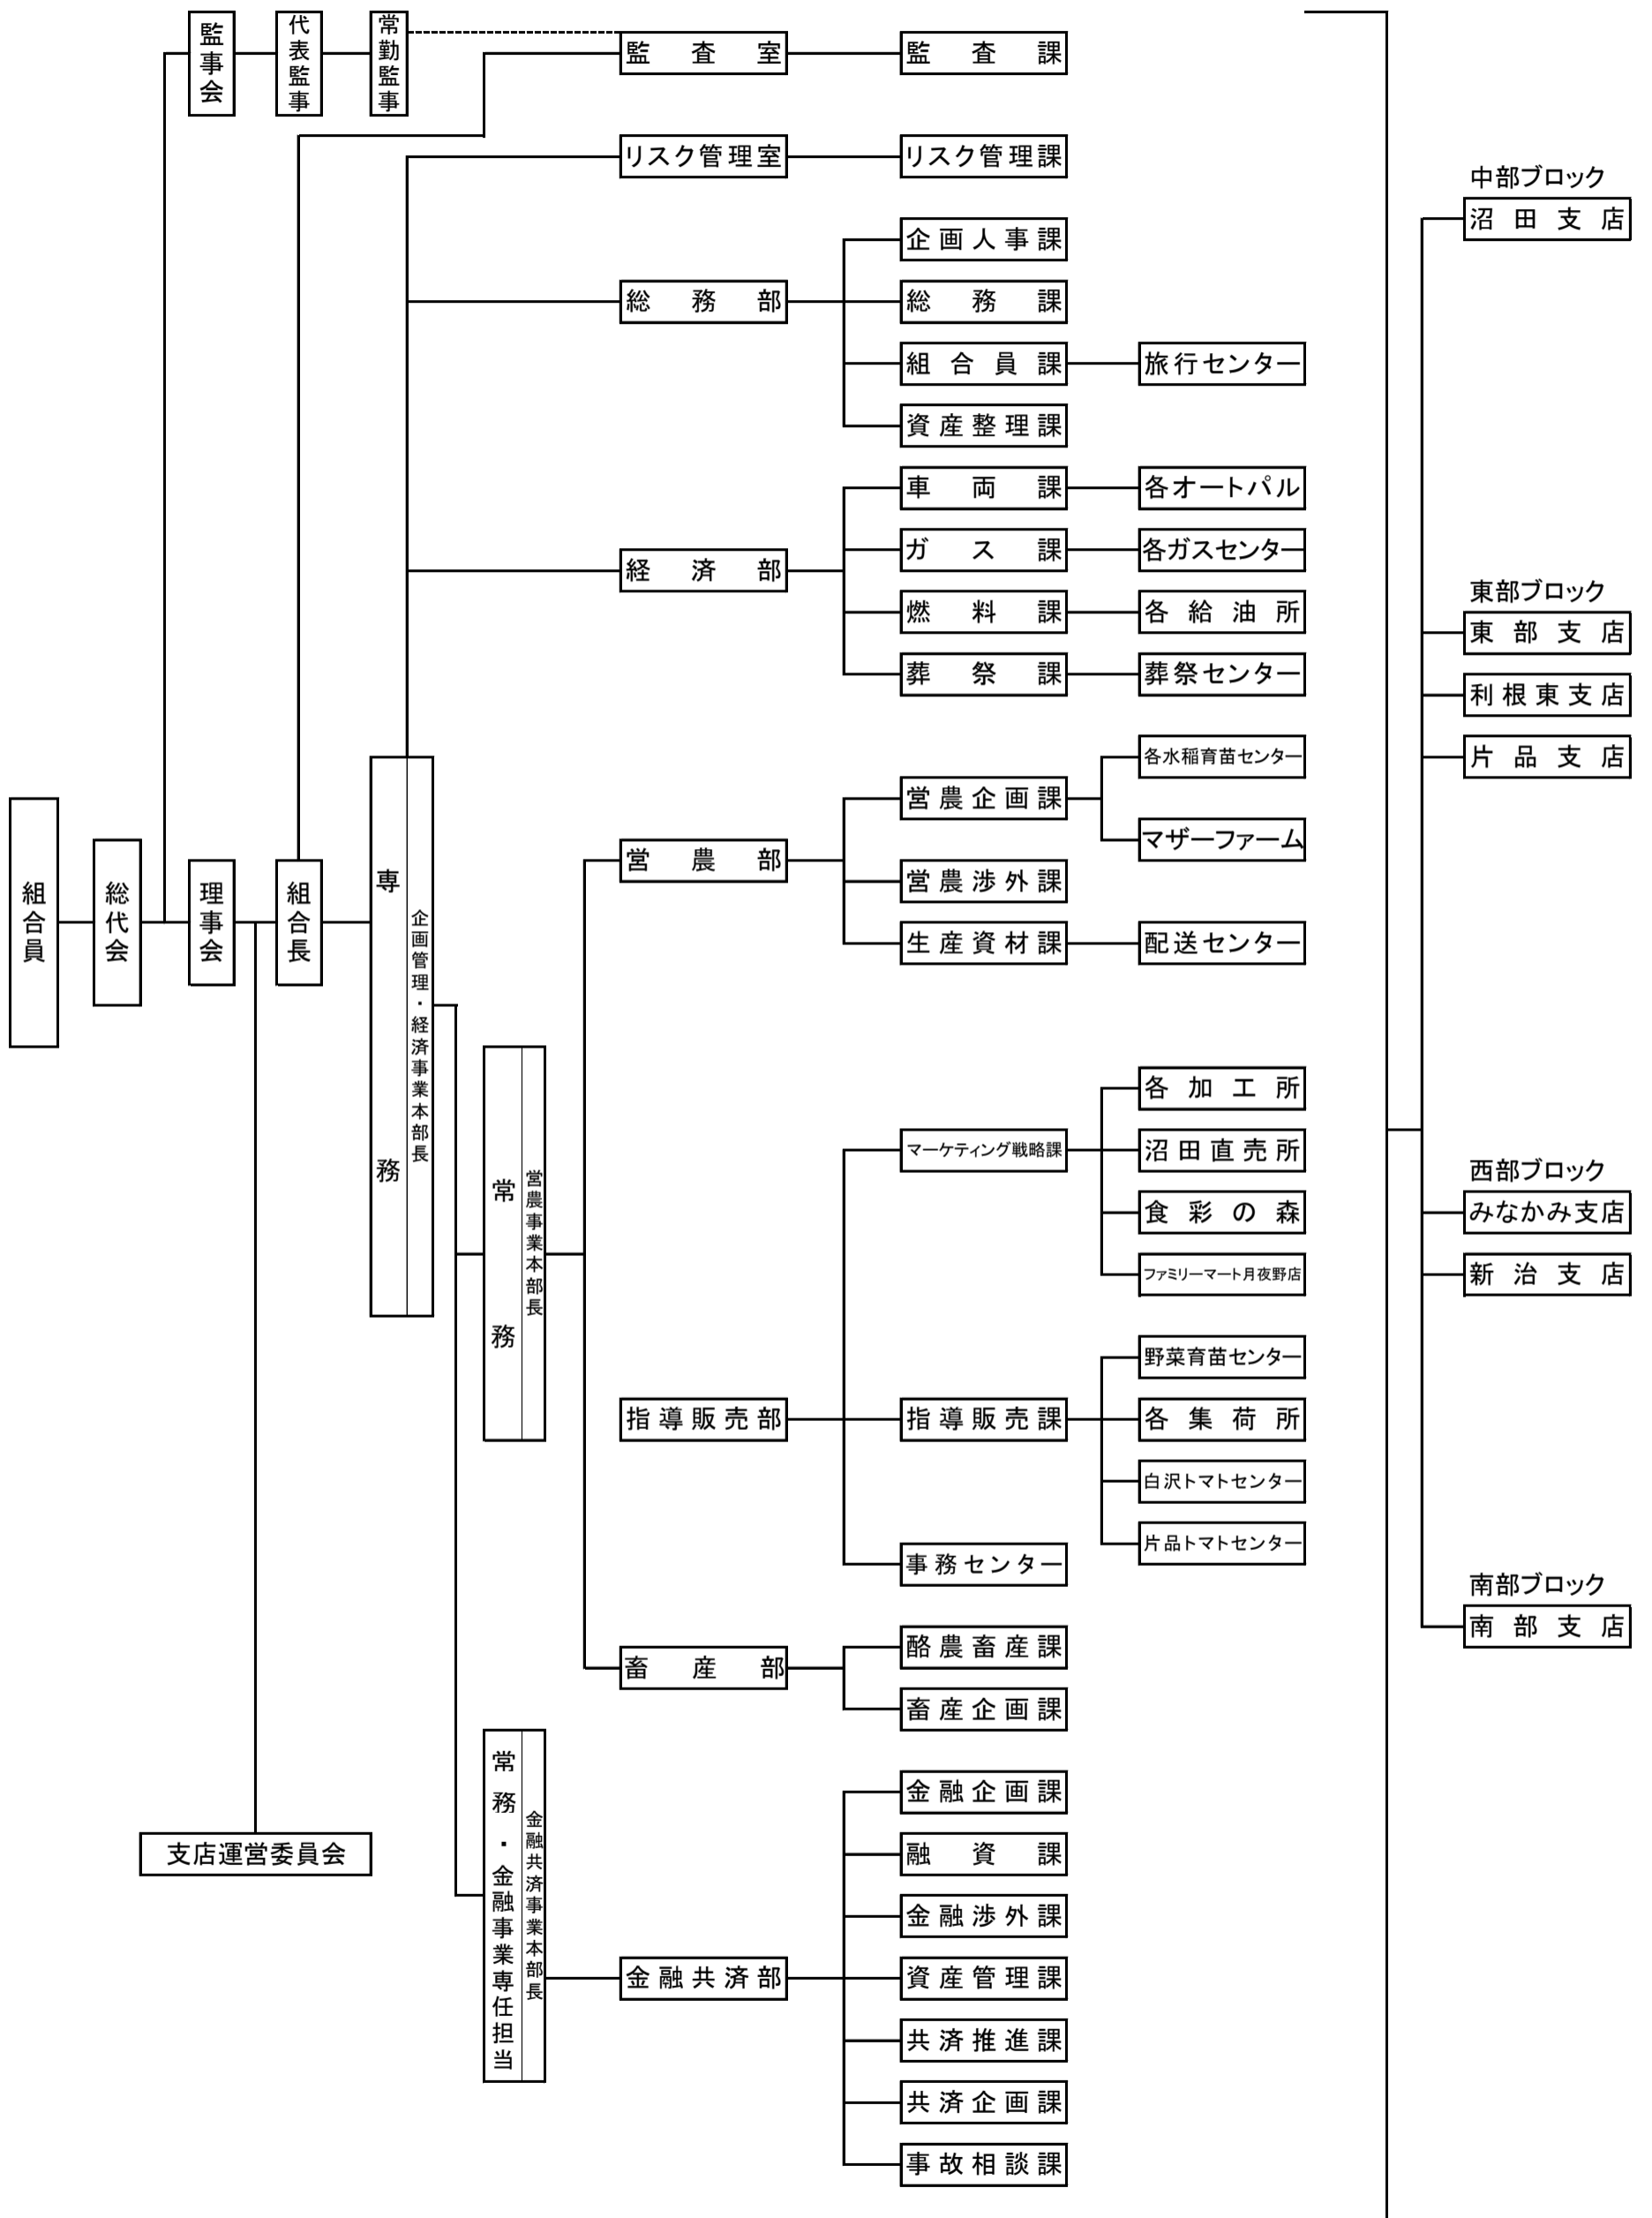 監事会
代表監事
常勤監事
監査室
監査課
リスク管理室
リスク管理課
企画人事課
総務部
総務課
組合員課
旅行センター
資産整理課
車両課
各オートパル
ガス課
各ガスセンター
経済部
燃料課
各給油所
葬祭課
葬祭センター
組合員
総代会
理事会
組合長
専務
企画管理・経済事業本部長
常務
営農事業本部長
営農部
営農企画課
各水稲育苗センター
マザーファーム
営農渉外課
生産資材課
配送センター
指導販売部
マーケティング戦略課
各加工所
沼田直売所
食彩の森
ファミリーマート月夜野店
指導販売課
野菜育苗センター
各集荷所
白沢トマトセンター
片品トマトセンター
事務センター
畜産部
酪農畜産課
畜産企画課
支店運営委員会
常務・金融事業専任担当
金融共済事業本部長
金融共済部
金融企画課
融資課
金融渉外課
資産管理課
共済推進課
共済企画課
事故相談課
中部ブロック
沼田支店
東部ブロック
東部支店
利根東支店
片品支店
西部ブロック
みなかみ支店
新治支店
南部ブロック
南部支店